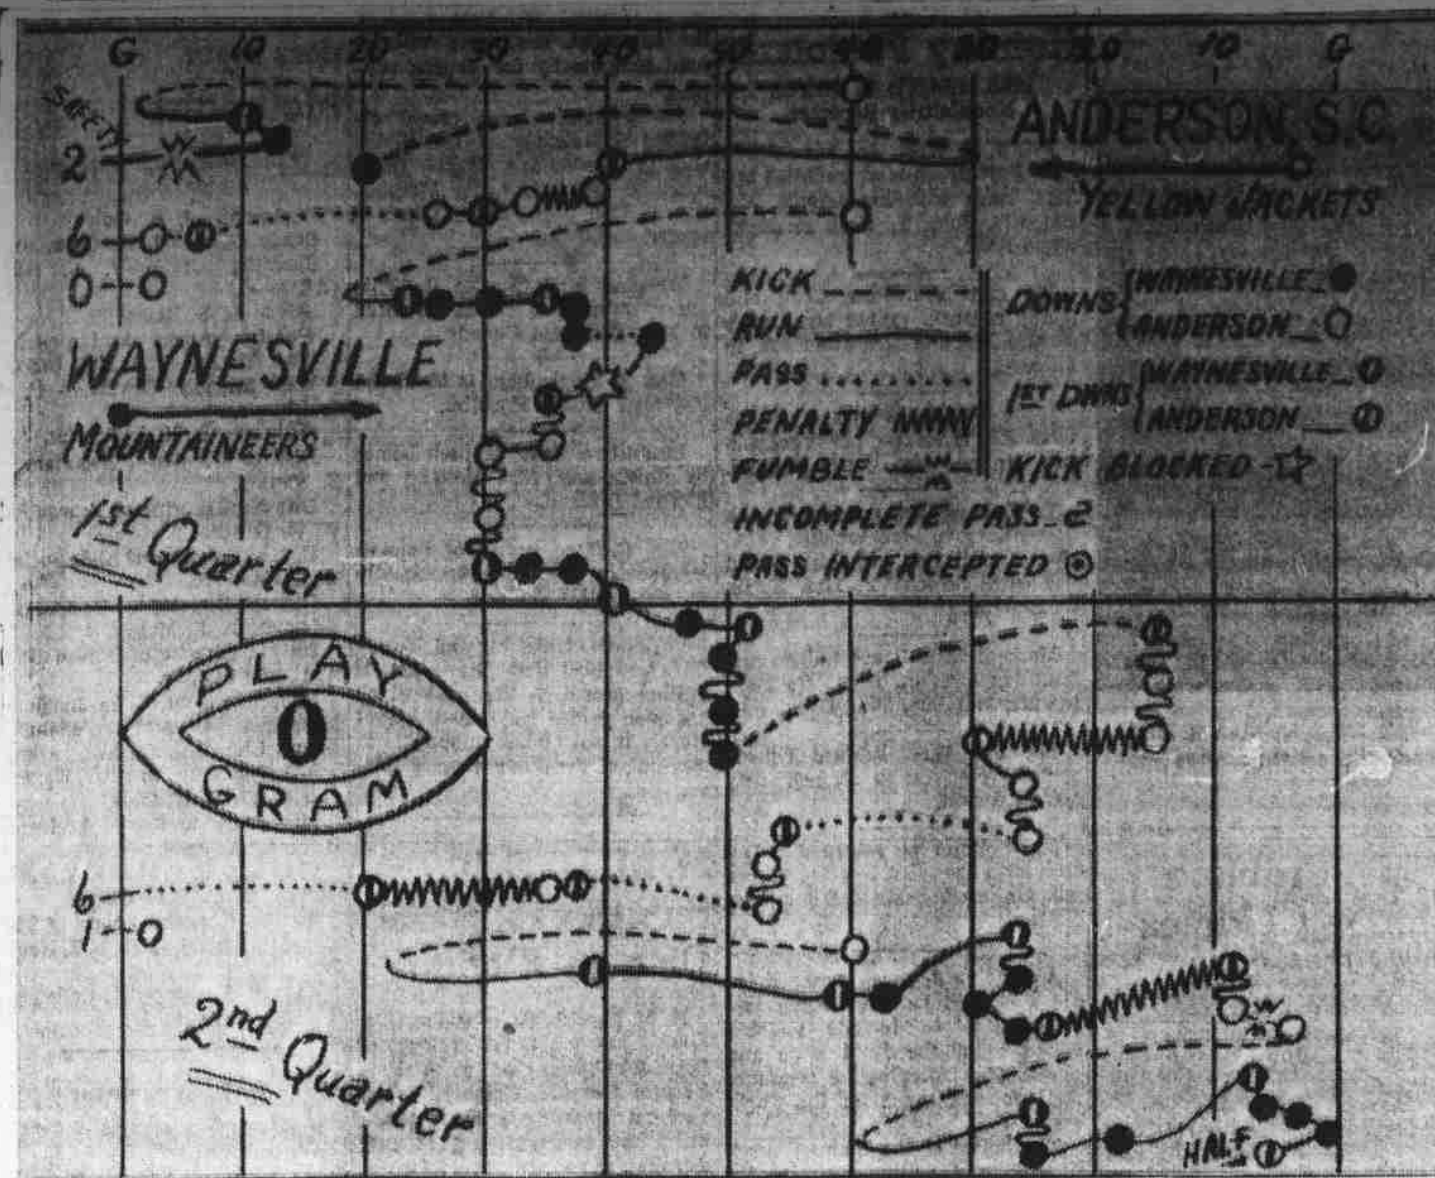 G 10 20 30 40 50 40 30 20 10 G
SAFETY
2
6
0
ANDERSON, S.C.
YELLOW JACKETS
WAYNESVILLE
MOUNTAINEERS
1st Quarter
KICK
RUN
PASS
PENALTY
FUMBLE
INCOMPLETE PASS
PASS INTERCEPTED
DOWNS
WAYNESVILLE
ANDERSON
1ST DWNS
WAYNESVILLE
ANDERSON
KICK BLOCKED
PLAY
0
GRAM
6
1
2nd Quarter
HALF